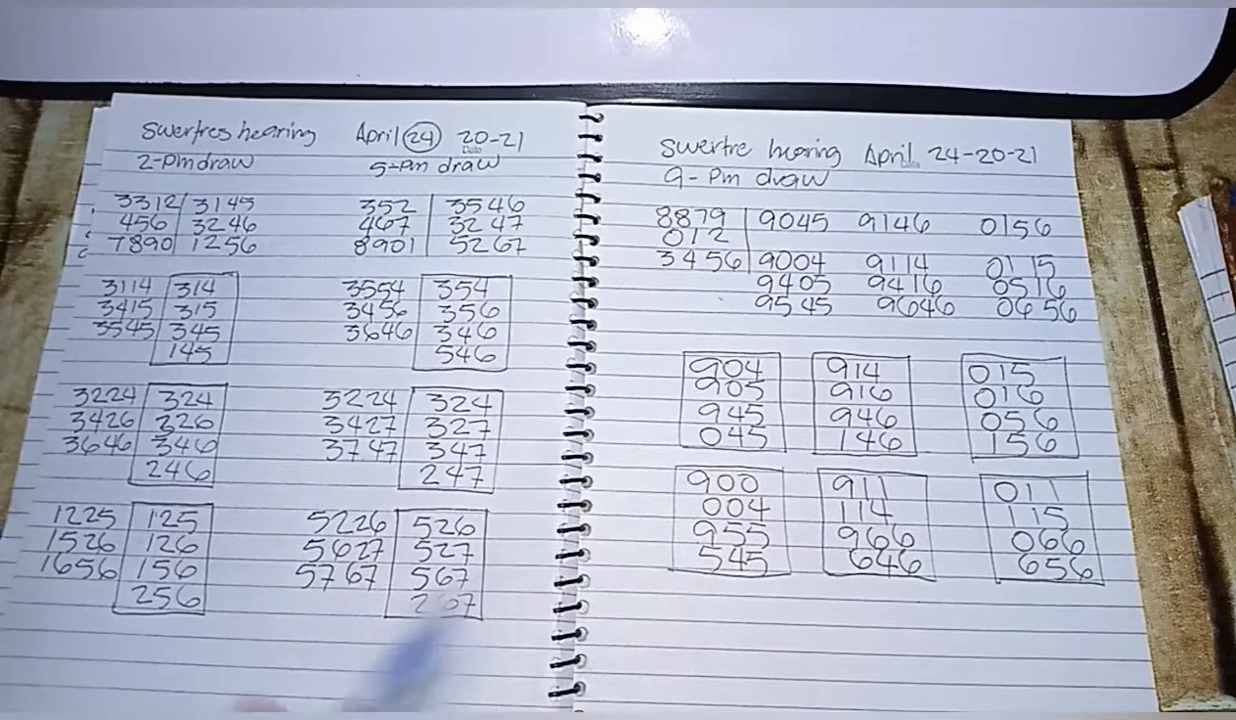 Swertres hearing April 24 20-21
2-pm draw 5-pm draw
3312 3145 352 3546
456 3246 467 3247
7890 1256 8901 5267
3114 314 3554 354
3415 315 3456 356
3545 345 3646 346
145 546
3224 324 3224 324
3426 326 3427 327
3646 346 3747 347
246 247
1225 125 5226 526
1526 126 5627 527
1656 156 5767 567
256 267
Swertre hearing April 24-20-21
9-pm draw
8879 9045 9146 0156
012
3456 9004 9114 0115
9405 9416 0516
9545 9646 0656
904 914 015
905 916 016
945 946 056
045 146 156
900 911 011
004 114 115
955 966 066
545 646 656